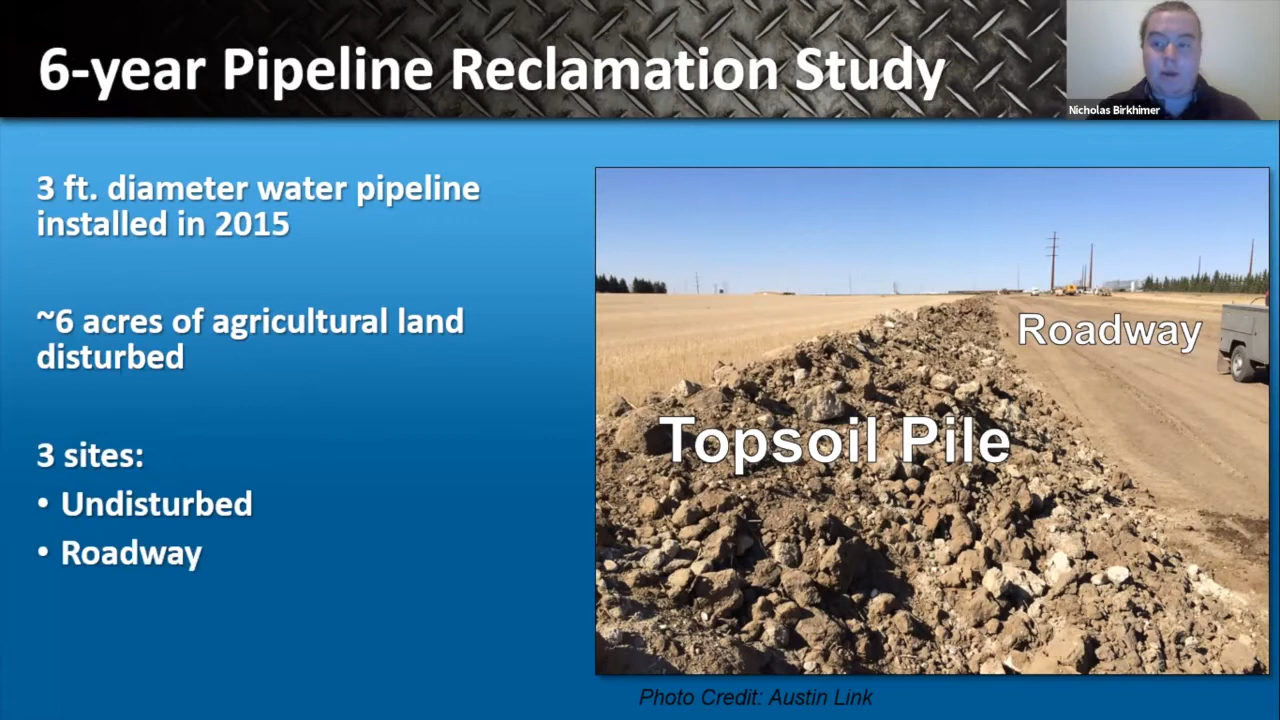 6-year Pipeline Reclamation Study
Nicholas Birkhimer
3 ft. diameter water pipeline
installed in 2015
~6 acres of agricultural land
disturbed
3 sites:
• Undisturbed
• Roadway
Roadway
Topsoil Pile
Photo Credit: Austin Link